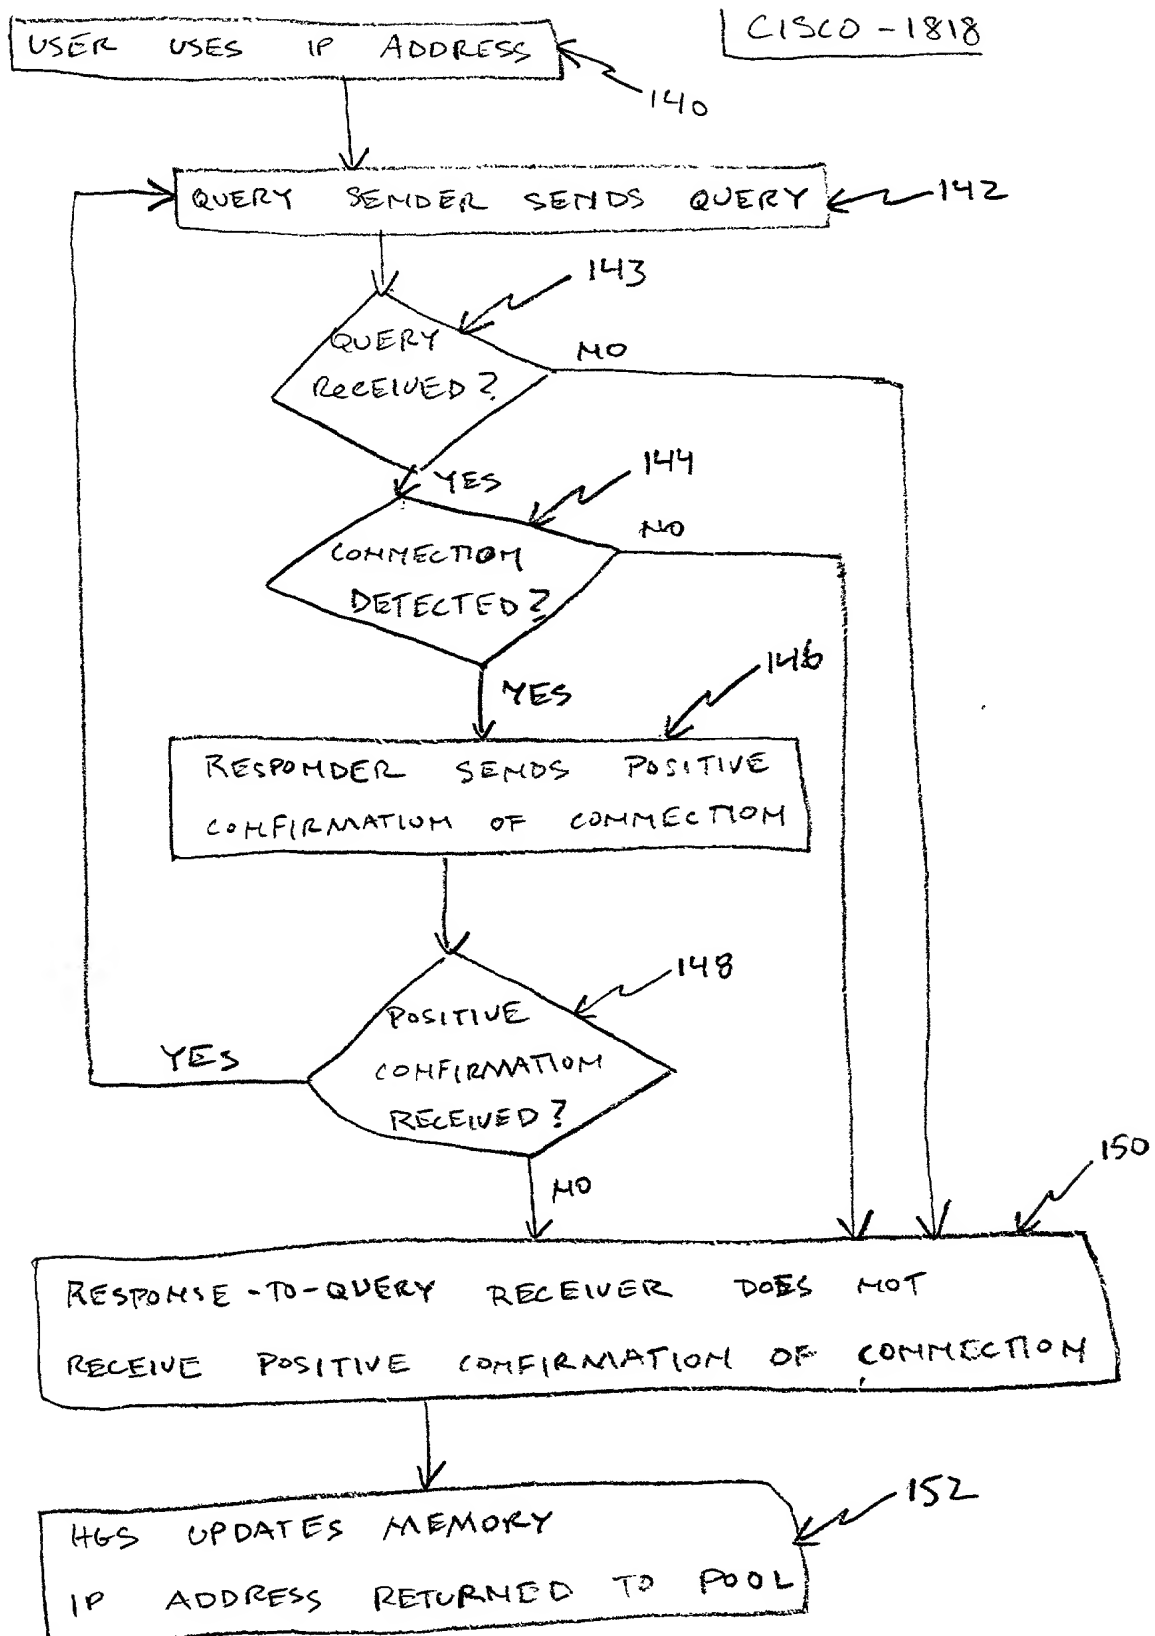 USER USES IP ADDRESS
CISCO-1818
140
QUERY SENDER SENDS QUERY
142
143
QUERY
RECEIVED?
NO
YES
144
CONNECTION
DETECTED?
NO
YES
146
RESPONDER SENDS POSITIVE
CONFIRMATION OF CONNECTION
148
POSITIVE
CONFIRMATION
RECEIVED?
YES
NO
150
RESPONSE-TO-QUERY RECEIVER DOES NOT
RECEIVE POSITIVE CONFIRMATION OF CONNECTION
152
HGS UPDATES MEMORY
IP ADDRESS RETURNED TO POOL